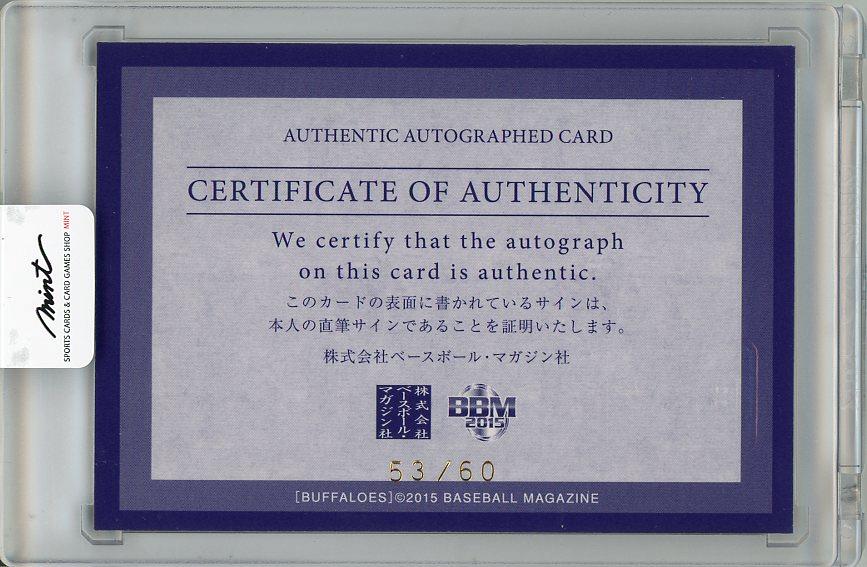 AUTHENTIC AUTOGRAPHED CARD
CERTIFICATE OF AUTHENTICITY
We certify that the autograph
on this card is authentic.
このカードの表面に書かれているサインは、
本人の直筆サインであることを証明いたします。
株式会社ベースボール・マガジン社
株式会社
ベースボール・
マガジン社
BBM
2015
53/60
[BUFFALOES]©2015 BASEBALL MAGAZINE
mint
SPORTS CARDS & CARD GAMES SHOP MINT